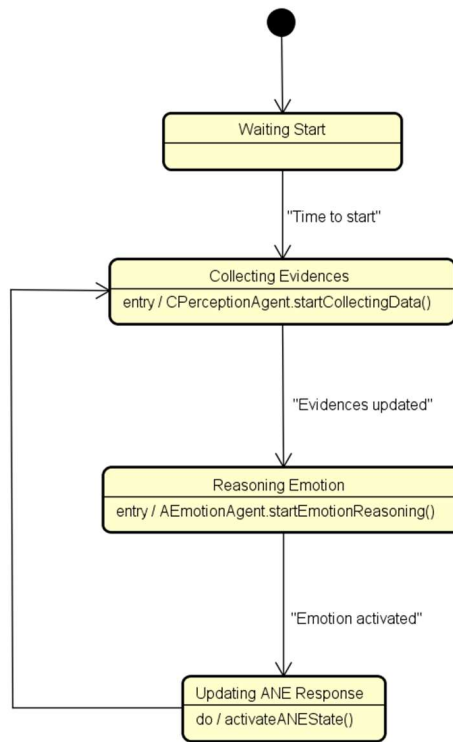 Waiting Start
"Time to start"
Collecting Evidences
entry / CPerceptionAgent.startCollectingData()
"Evidences updated"
Reasoning Emotion
entry / AEmotionAgent.startEmotionReasoning()
"Emotion activated"
Updating ANE Response
do / activateANEState()